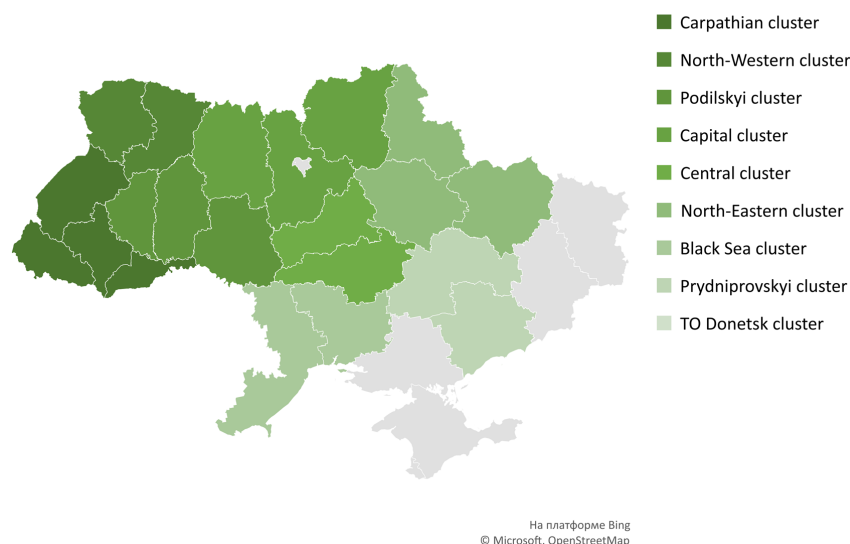 Carpathian cluster
North-Western cluster
Podilskyi cluster
Capital cluster
Central cluster
North-Eastern cluster
Black Sea cluster
Prydniprovskyi cluster
TO Donetsk cluster
На платформе Bing
© Microsoft, OpenStreetMap